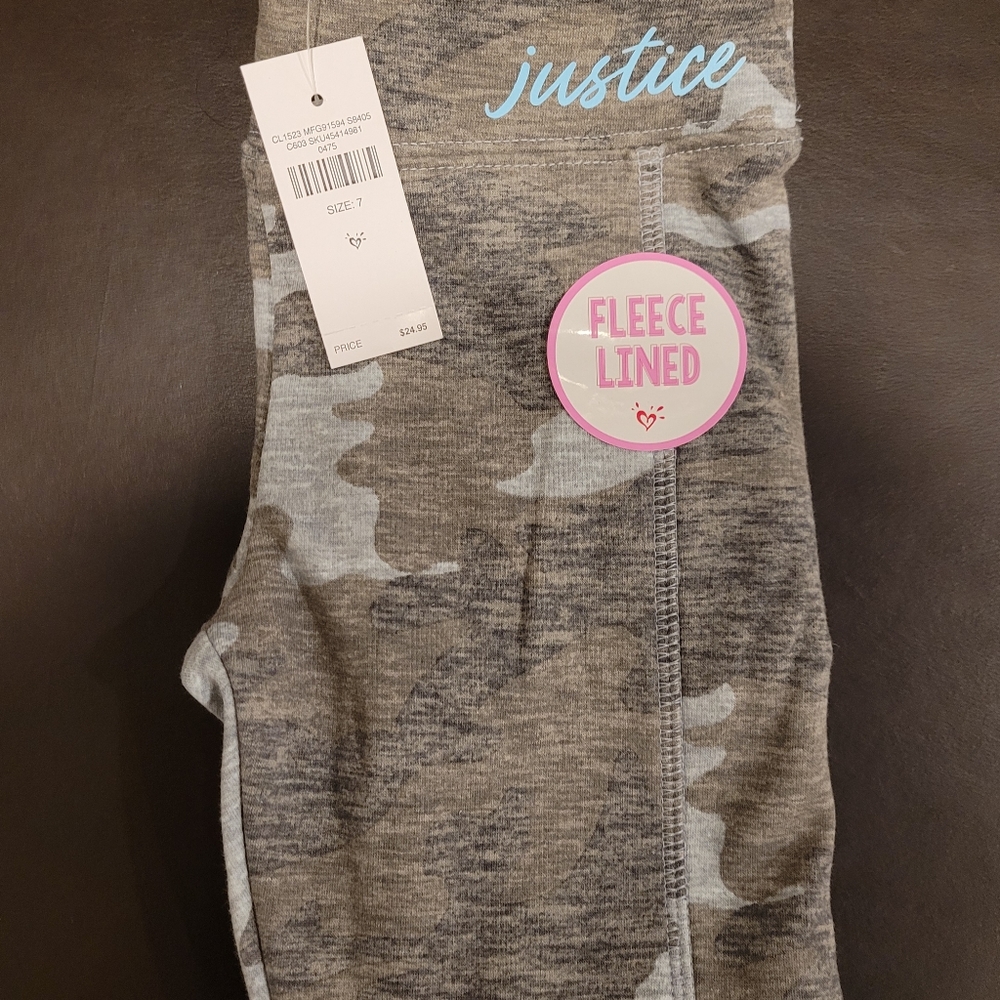 justice
CL1523 MFG91594 S8405
C603 SKU45414981
0475
SIZE: 7
PRICE $24.95
FLEECE
LINED